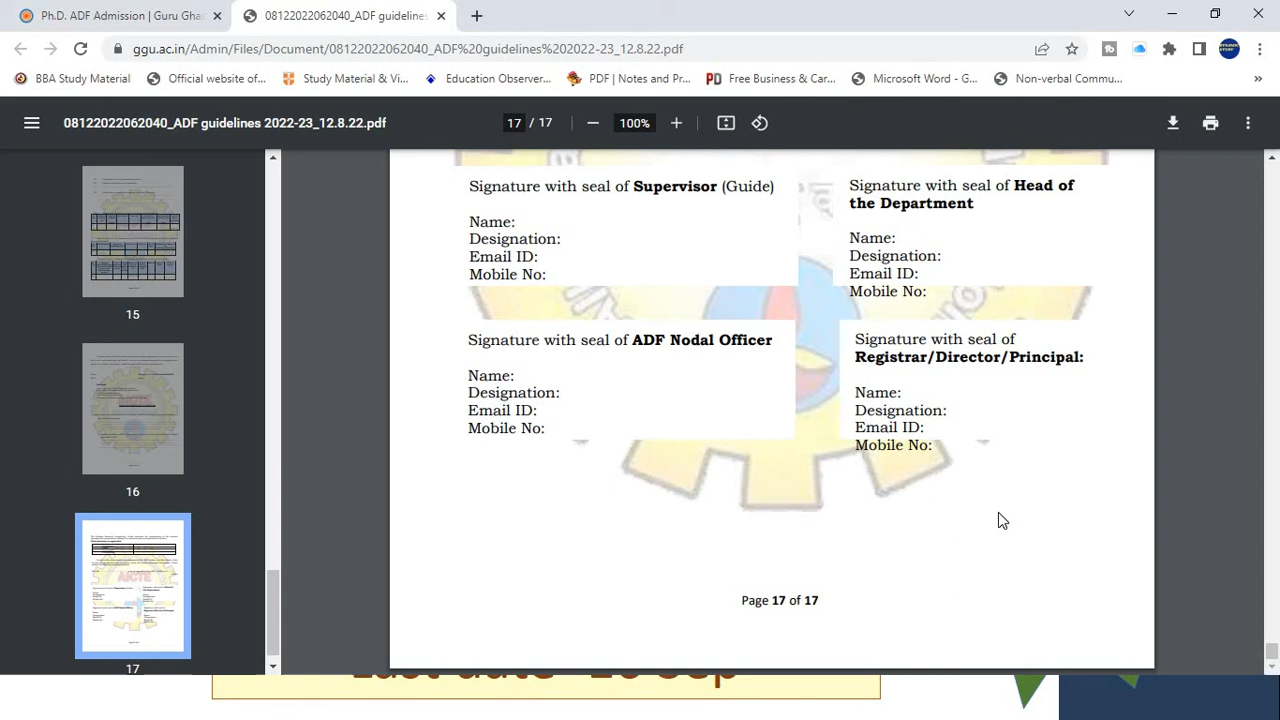 Ph.D. ADF Admission | Guru Ghas
08122022062040_ADF guidelines
ggu.ac.in/Admin/Files/Document/08122022062040_ADF%20guidelines%202022-23_12.8.22.pdf
BBA Study Material
Official website of...
Study Material & Vi...
Education Observer...
PDF | Notes and Pr...
PD Free Business & Car...
Microsoft Word - G...
Non-verbal Commu...
»
08122022062040_ADF guidelines 2022-23_12.8.22.pdf
17 / 17
100%
15
16
AICTE
17
Signature with seal of Supervisor (Guide)
Name:
Designation:
Email ID:
Mobile No:
Signature with seal of Head of
the Department
Name:
Designation:
Email ID:
Mobile No:
Signature with seal of ADF Nodal Officer
Name:
Designation:
Email ID:
Mobile No:
Signature with seal of
Registrar/Director/Principal:
Name:
Designation:
Email ID:
Mobile No:
Page 17 of 17